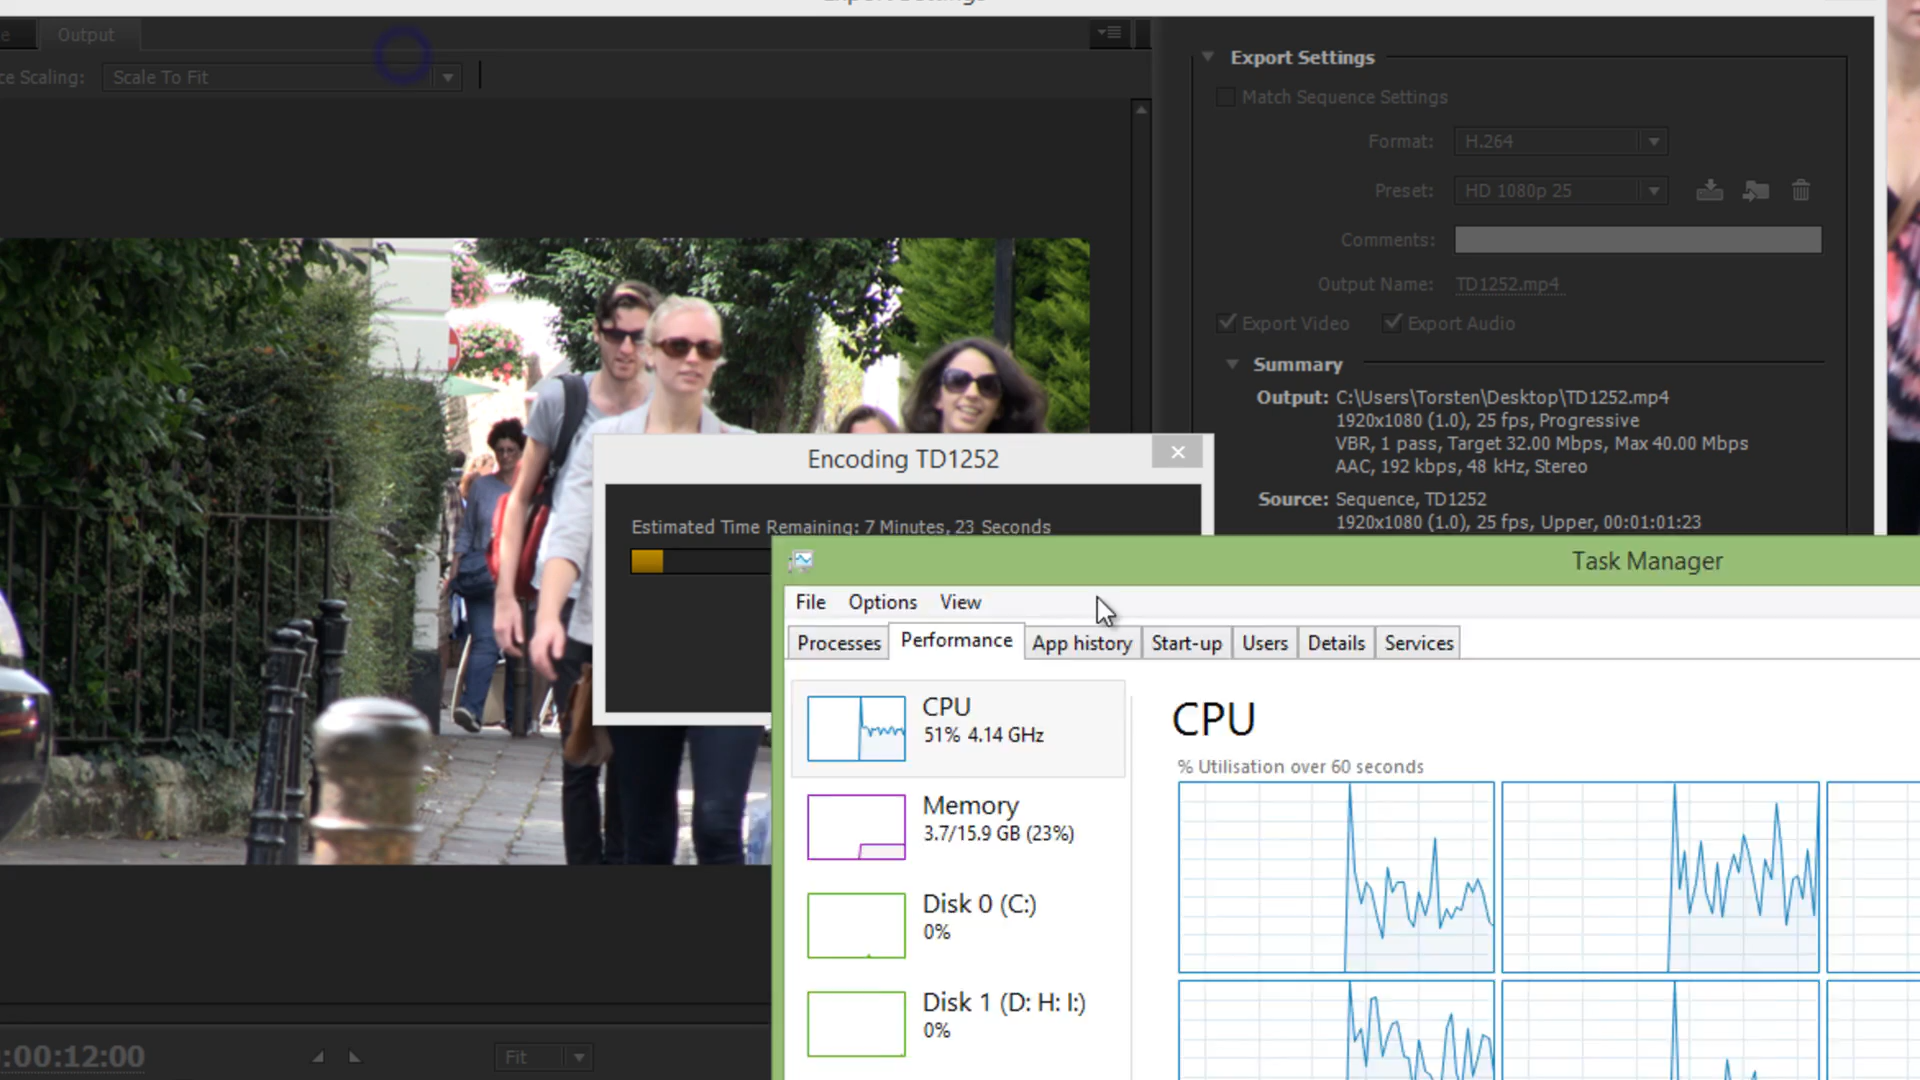 Export Settings
Output
Scaling:
Scale To Fit
Export Settings
Match Sequence Settings
Format:
H.264
Preset:
HD 1080p 25
Comments:
Output Name:
TD1252.mp4
Export Video
Export Audio
Summary
Output: C:\Users\Torsten\Desktop\TD1252.mp4
1920x1080 (1.0), 25 fps, Progressive
VBR, 1 pass, Target 32.00 Mbps, Max 40.00 Mbps
AAC, 192 kbps, 48 kHz, Stereo
Source: Sequence, TD1252
1920x1080 (1.0), 25 fps, Upper, 00:01:01:23
Encoding TD1252
Estimated Time Remaining: 7 Minutes, 23 Seconds
Task Manager
File Options View
Processes Performance App history Start-up Users Details Services
CPU
51% 4.14 GHz
Memory
3.7/15.9 GB (23%)
Disk 0 (C:)
0%
Disk 1 (D: H: I:)
0%
CPU
% Utilisation over 60 seconds
:00:12:00
Fit